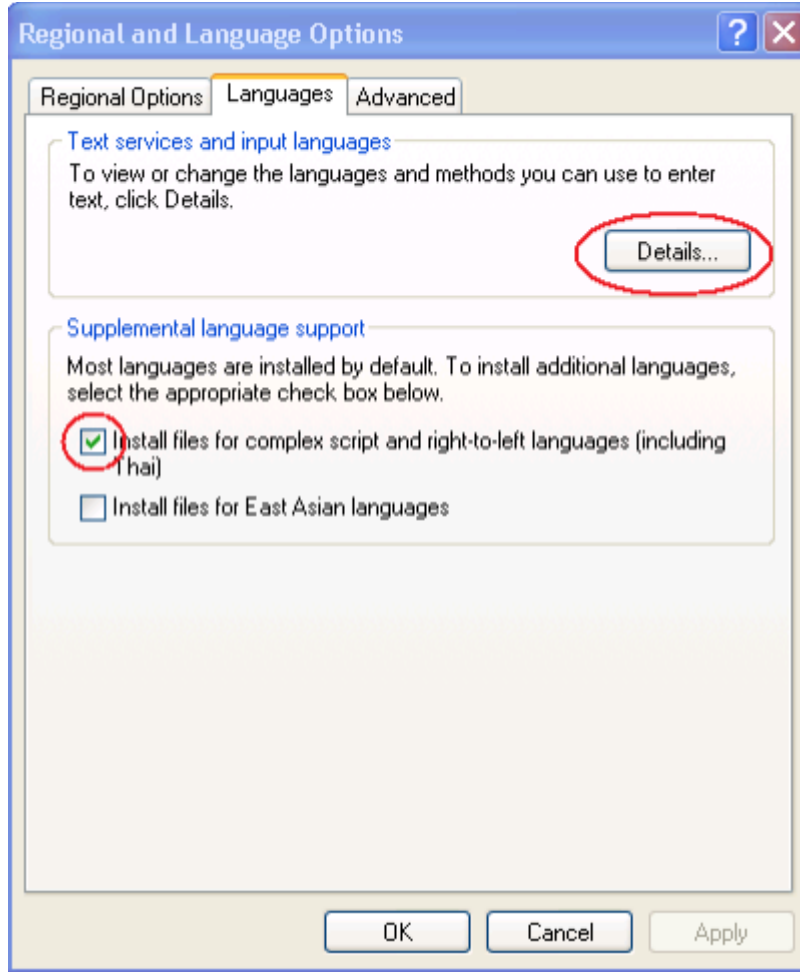 Regional and Language Options
Regional Options Languages Advanced
Text services and input languages
To view or change the languages and methods you can use to enter
text, click Details.
Details...
Supplemental language support
Most languages are installed by default. To install additional languages,
select the appropriate check box below.
Install files for complex script and right-to-left languages (including
Thai)
Install files for East Asian languages
OK Cancel Apply